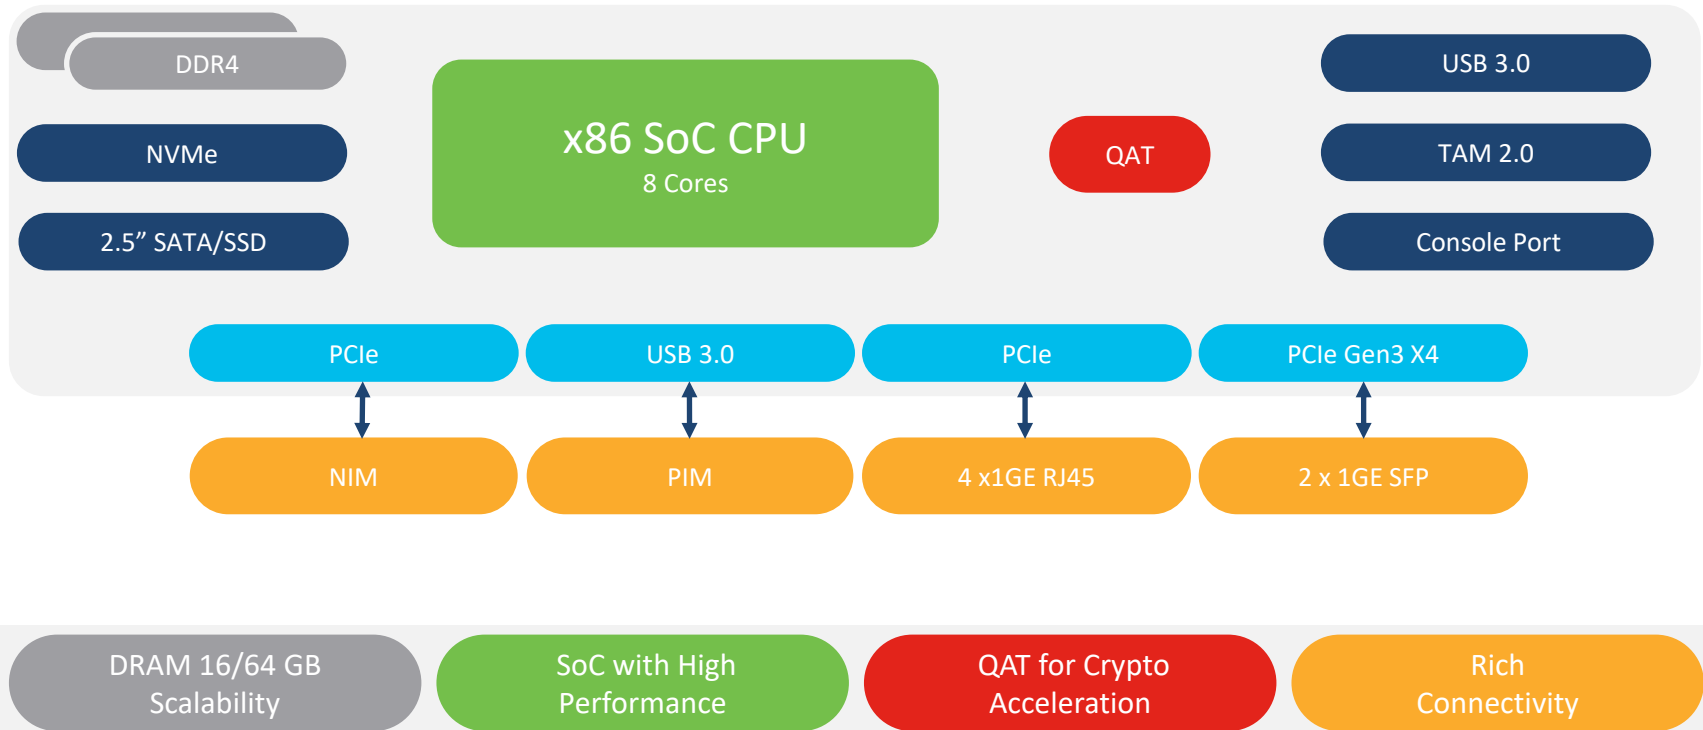 DDR4
NVMe
2.5” SATA/SSD
x86 SoC CPU
8 Cores
QAT
USB 3.0
TAM 2.0
Console Port
PCIe
USB 3.0
PCIe
PCIe Gen3 X4
NIM
PIM
4 x1GE RJ45
2 x 1GE SFP
DRAM 16/64 GB
Scalability
SoC with High
Performance
QAT for Crypto
Acceleration
Rich
Connectivity